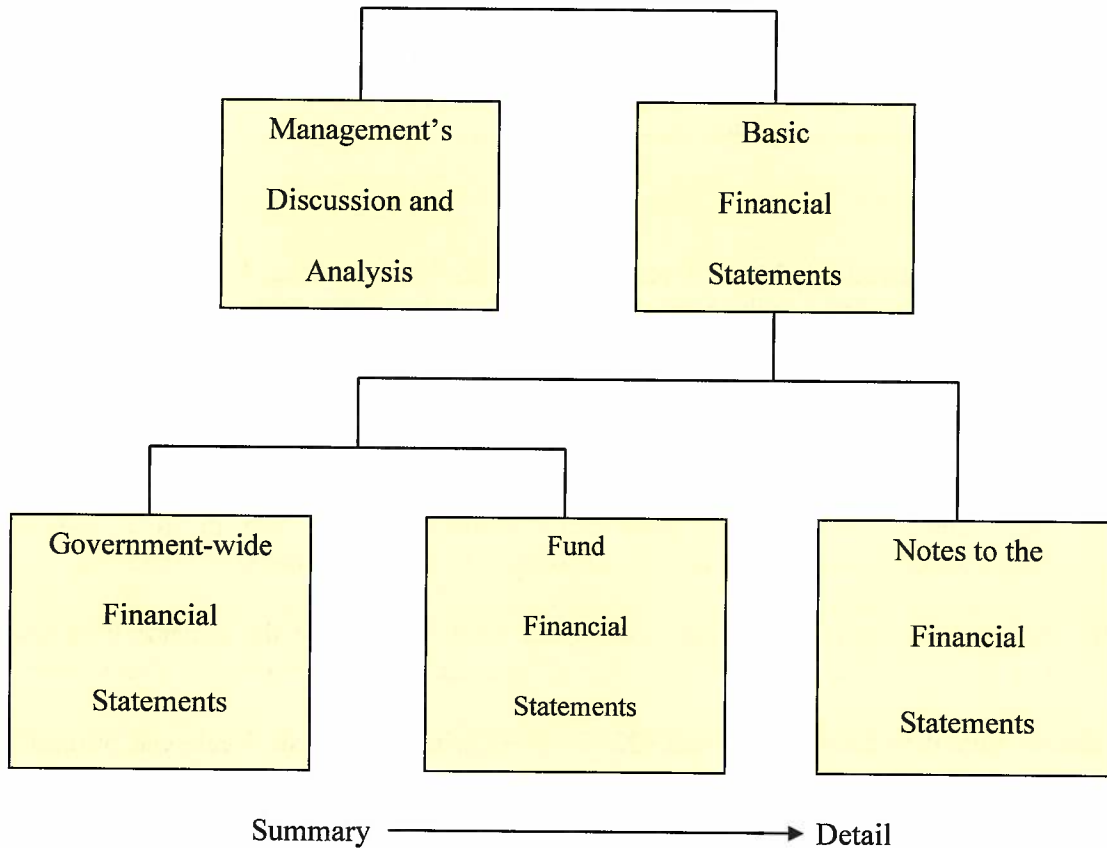 Management’s
Discussion and
Analysis
Basic
Financial
Statements
Government-wide
Financial
Statements
Fund
Financial
Statements
Notes to the
Financial
Statements
Summary
Detail